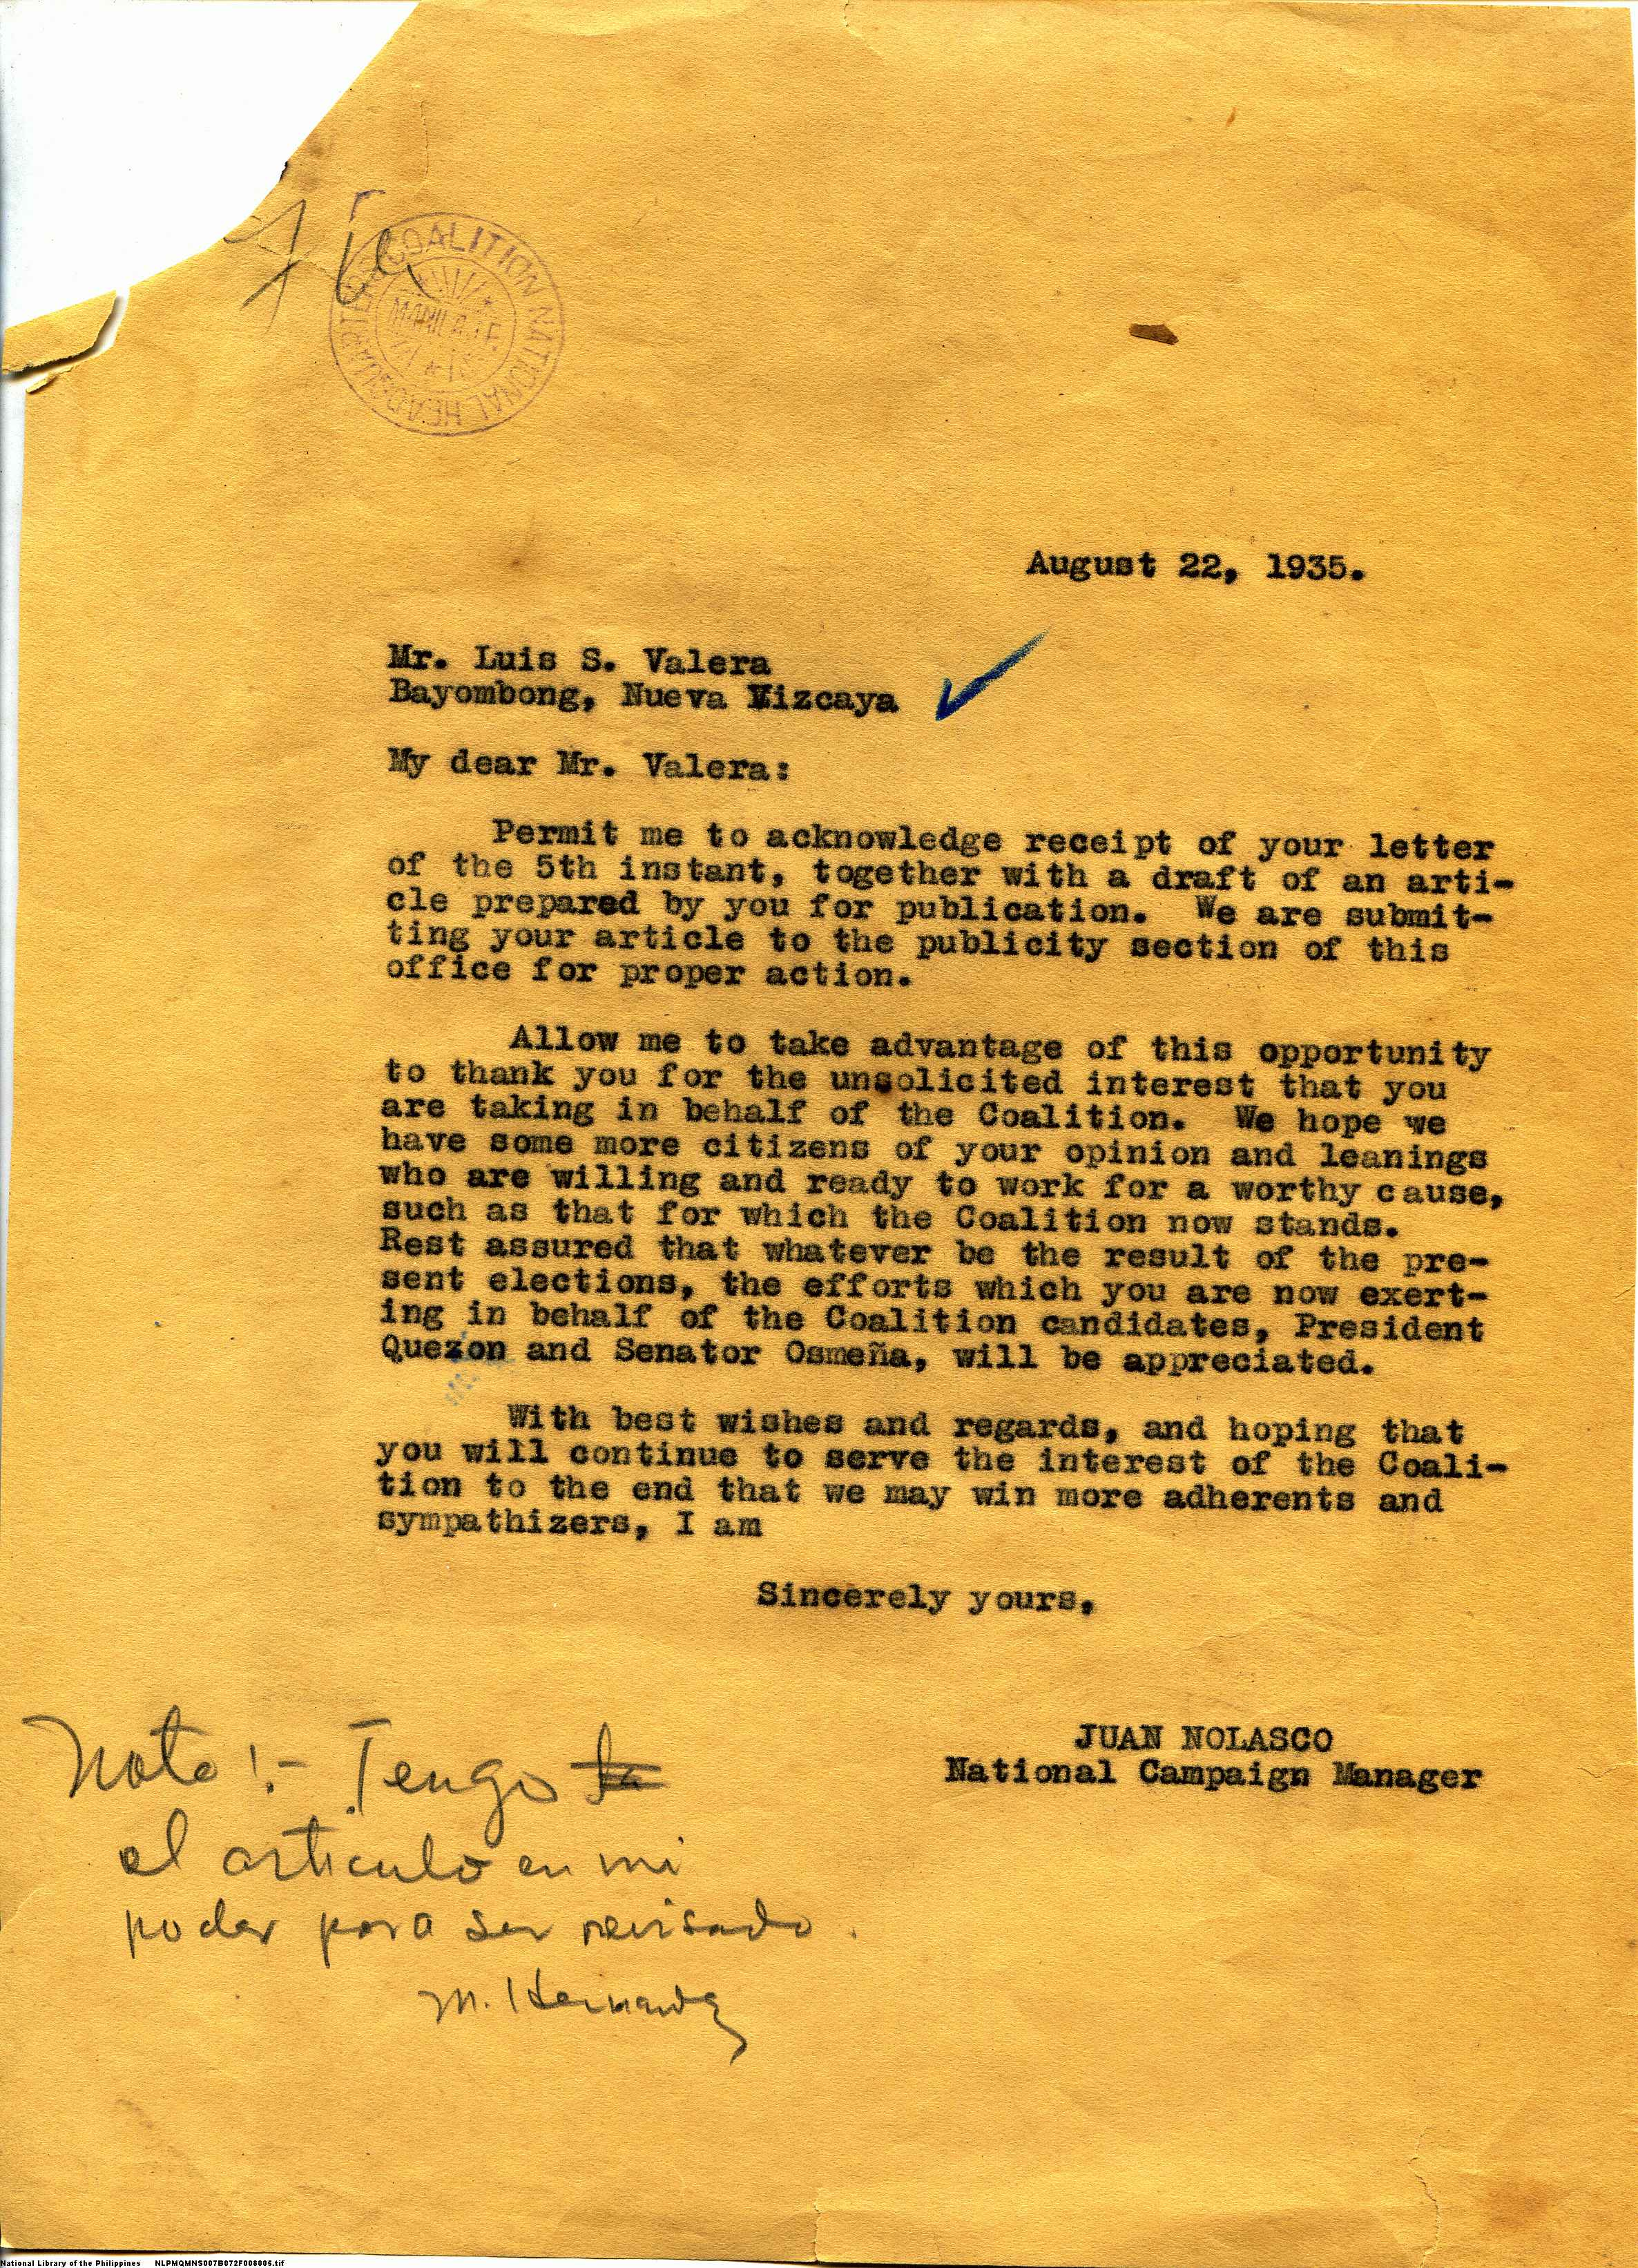 COALITION NATIONAL HEADQUARTERS
August 22, 1935.
Mr. Luis S. Valera
Bayombong, Nueva Vizcaya
My dear Mr. Valera:
Permit me to acknowledge receipt of your letter
of the 5th instant, together with a draft of an arti-
cle prepared by you for publication. We are submit-
ting your article to the publicity section of this
office for proper action.
Allow me to take advantage of this opportunity
to thank you for the unsolicited interest that you
are taking in behalf of the Coalition. We hope we
have some more citizens of your opinion and leanings
who are willing and ready to work for a worthy cause,
such as that for which the Coalition now stands.
Rest assured that whatever be the result of the pre-
sent elections, the efforts which you are now exert-
ing in behalf of the Coalition candidates, President
Quezon and Senator Osmeña, will be appreciated.
With best wishes and regards, and hoping that
you will continue to serve the interest of the Coali-
tion to the end that we may win more adherents and
sympathizers, I am
Sincerely yours,
JUAN NOLASCO
National Campaign Manager
Nota!- Tengo
el articulo en mi
poder para ser revisado.
M. Hernandez
National Library of the Philippines NLPMQMNS007B072F008005.tif